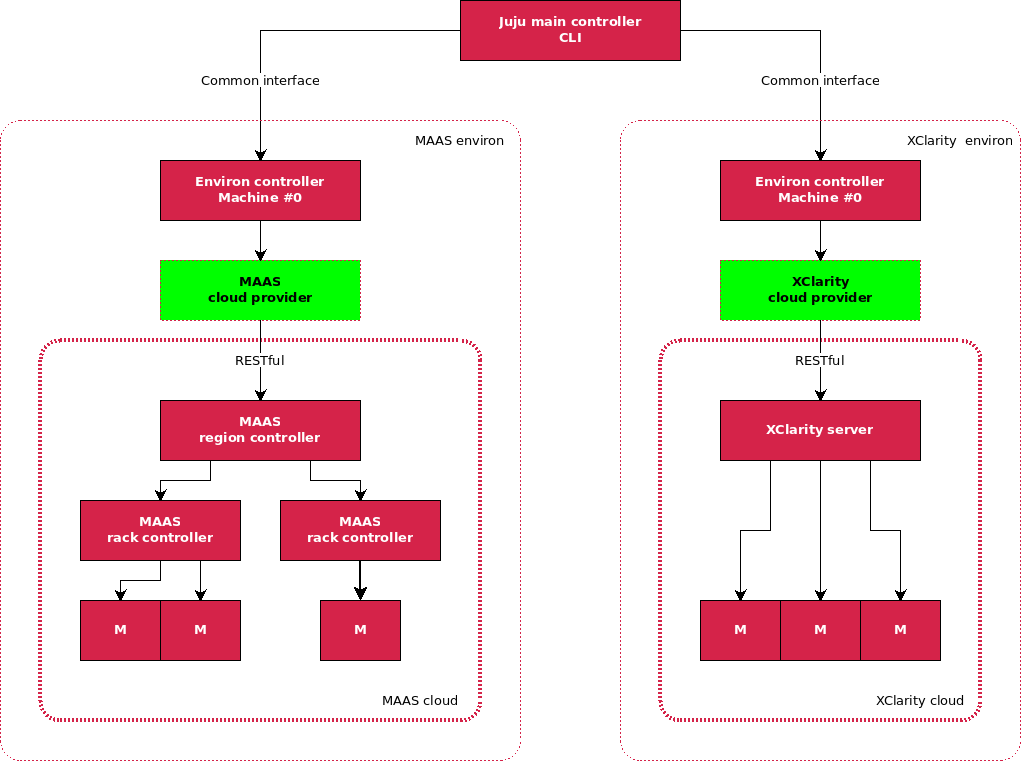 Juju main controller
CLI
Common interface
Common interface
MAAS environ
XClarity  environ
Environ controller
Machine #0
Environ controller
Machine #0
MAAS
cloud provider
XClarity
cloud provider
RESTful
RESTful
MAAS
region controller
XClarity server
MAAS
rack controller
MAAS
rack controller
M
M
M
M
M
M
MAAS cloud
XClarity cloud